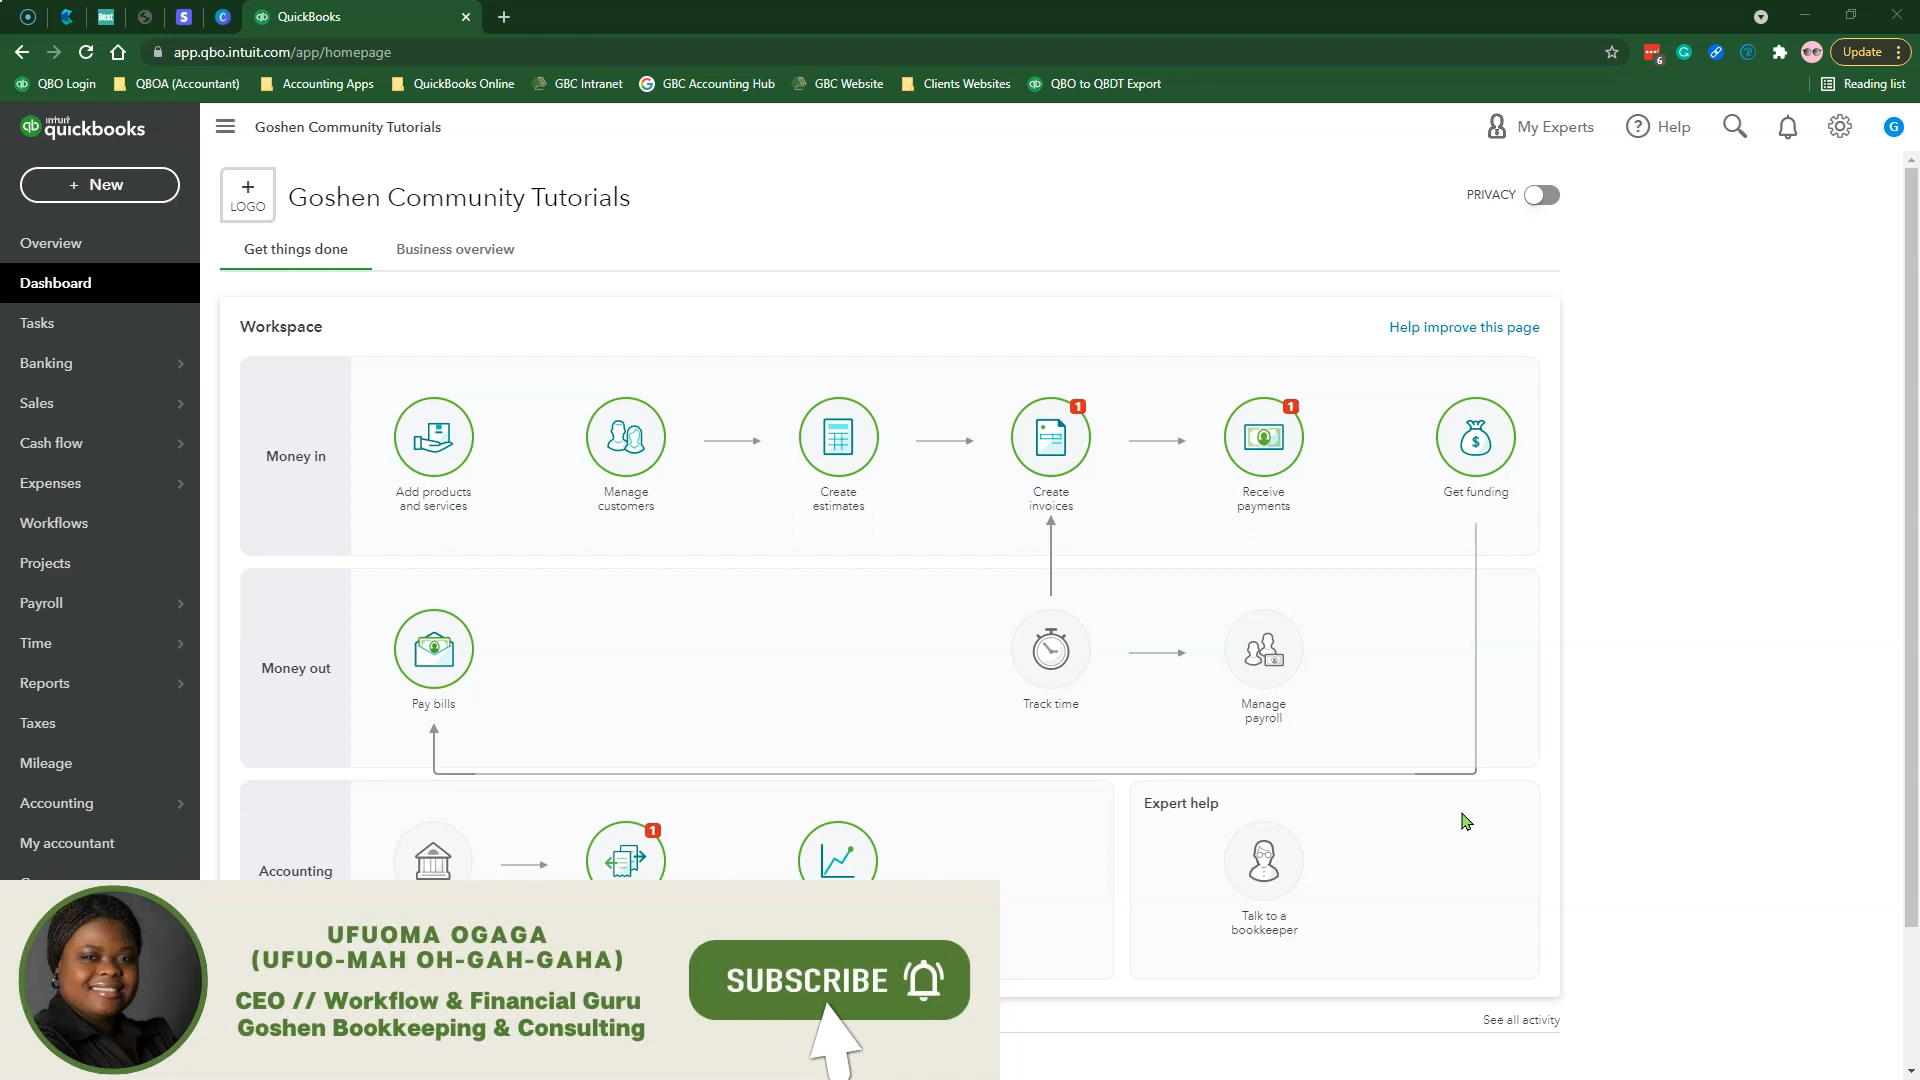 QuickBooks
app.qbo.intuit.com/app/homepage
6
Update
QBO Login
QBOA (Accountant)
Accounting Apps
QuickBooks Online
GBC Intranet
GBC Accounting Hub
GBC Website
Clients Websites
QBO to QBDT Export
Reading list
intuit
quickbooks
Goshen Community Tutorials
My Experts
Help
G
+ New
+
LOGO
Goshen Community Tutorials
PRIVACY
Get things done
Business overview
Overview
Dashboard
Tasks
Banking
Sales
Cash flow
Expenses
Workflows
Projects
Payroll
Time
Reports
Taxes
Mileage
Accounting
My accountant
Workspace
Help improve this page
Money in
Add products
and services
Manage
customers
Create
estimates
1
Create
invoices
1
Receive
payments
Get funding
Money out
Pay bills
Track time
Manage
payroll
Accounting
1
Expert help
Talk to a
bookkeeper
See all activity
UFUOMA OGAGA
(UFUO-MAH OH-GAH-GAHA)
CEO // Workflow & Financial Guru
Goshen Bookkeeping & Consulting
SUBSCRIBE